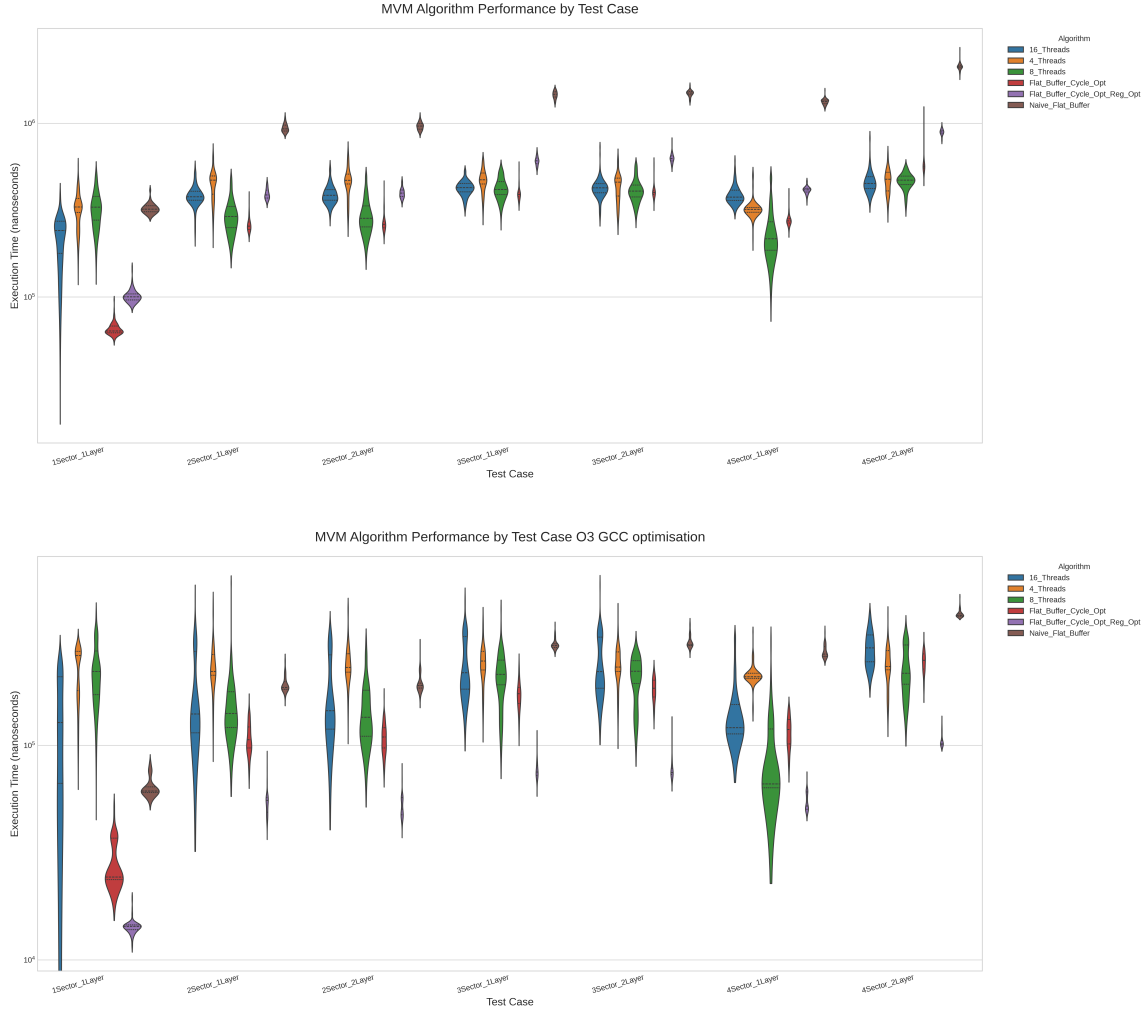 MVM Algorithm Performance by Test Case
Execution Time (nanoseconds)
10⁶
10⁵
1Sector_1Layer
2Sector_1Layer
2Sector_2Layer
3Sector_1Layer
3Sector_2Layer
4Sector_1Layer
4Sector_2Layer
Test Case
Algorithm
16_Threads
4_Threads
8_Threads
Flat_Buffer_Cycle_Opt
Flat_Buffer_Cycle_Opt_Reg_Opt
Naive_Flat_Buffer
MVM Algorithm Performance by Test Case O3 GCC optimisation
Execution Time (nanoseconds)
10⁵
10⁴
1Sector_1Layer
2Sector_1Layer
2Sector_2Layer
3Sector_1Layer
3Sector_2Layer
4Sector_1Layer
4Sector_2Layer
Test Case
Algorithm
16_Threads
4_Threads
8_Threads
Flat_Buffer_Cycle_Opt
Flat_Buffer_Cycle_Opt_Reg_Opt
Naive_Flat_Buffer